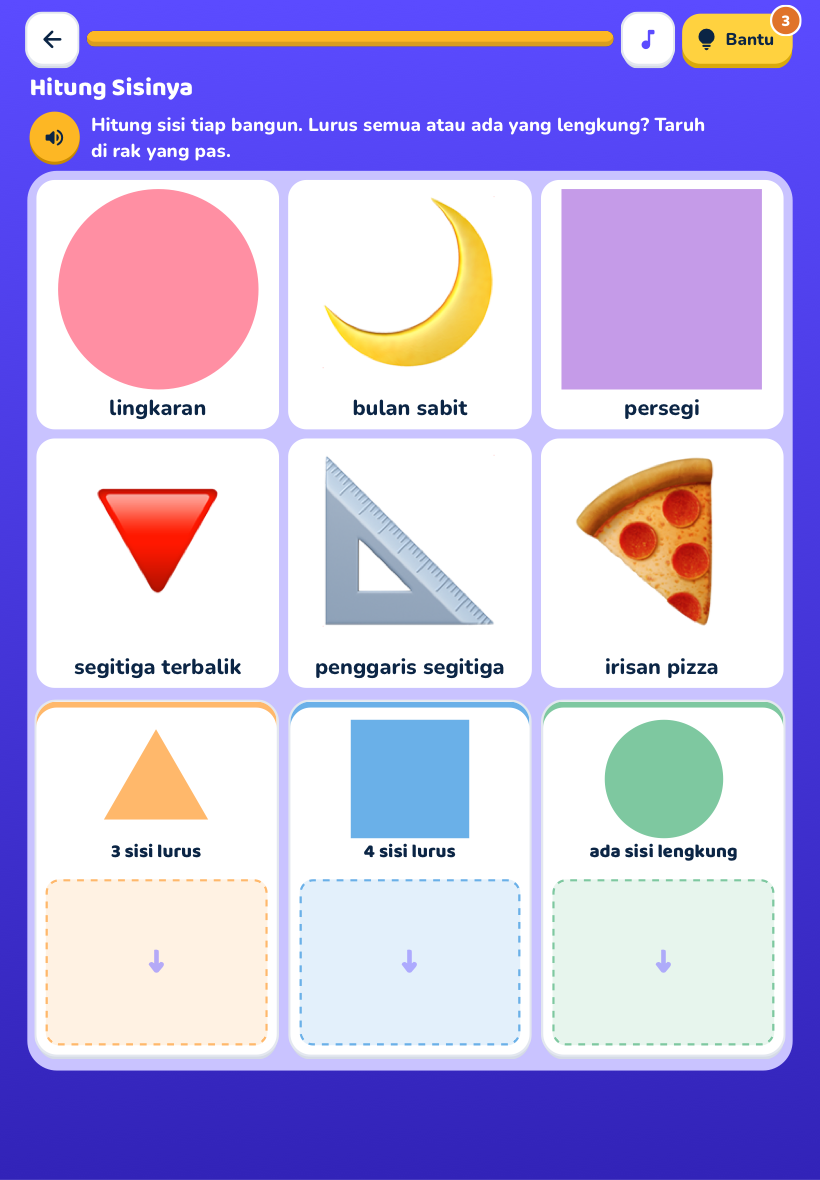 3
Bantu
Hitung Sisinya
Hitung sisi tiap bangun. Lurus semua atau ada yang lengkung? Taruh
di rak yang pas.
lingkaran
bulan sabit
persegi
segitiga terbalik
penggaris segitiga
irisan pizza
3 sisi lurus
4 sisi lurus
ada sisi lengkung